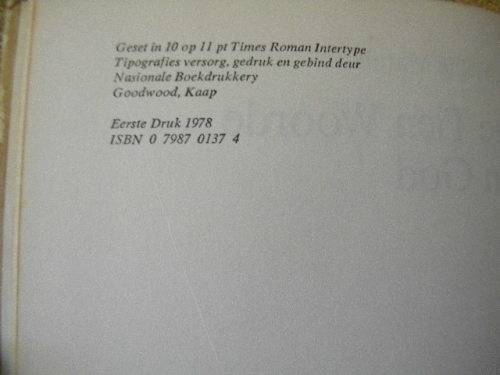 Geset in 10 op 11 pt Times Roman Intertype
Tipografies versorg, gedruk en gebind deur
Nasionale Boekdrukkery
Goodwood, Kaap
Eerste Druk 1978
ISBN 0 7987 0137 4